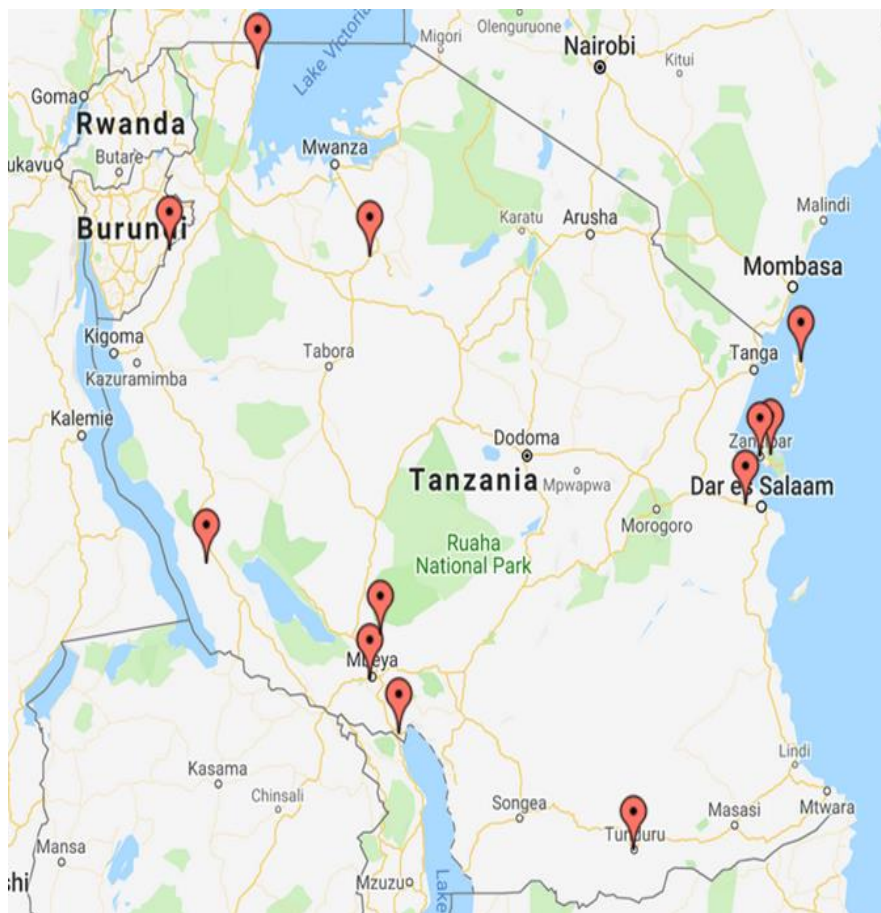 Olenguruone
Migori
Nairobi
Kitui
Lake Victoria
Goma
Rwanda
Butare
ukavu
Mwanza
Burundi
Karatu
Arusha
Malindi
Mombasa
Kigoma
Kazuramimba
Tabora
Tanga
Kalemie
Dodoma
Zanzibar
Tanzania
Mpwapwa
Dar es Salaam
Morogoro
Ruaha
National Park
Mbeya
Kasama
Chinsali
Lindi
Songea
Masasi
Mtwara
Tunduru
Mansa
shi
Mzuzu
Lake